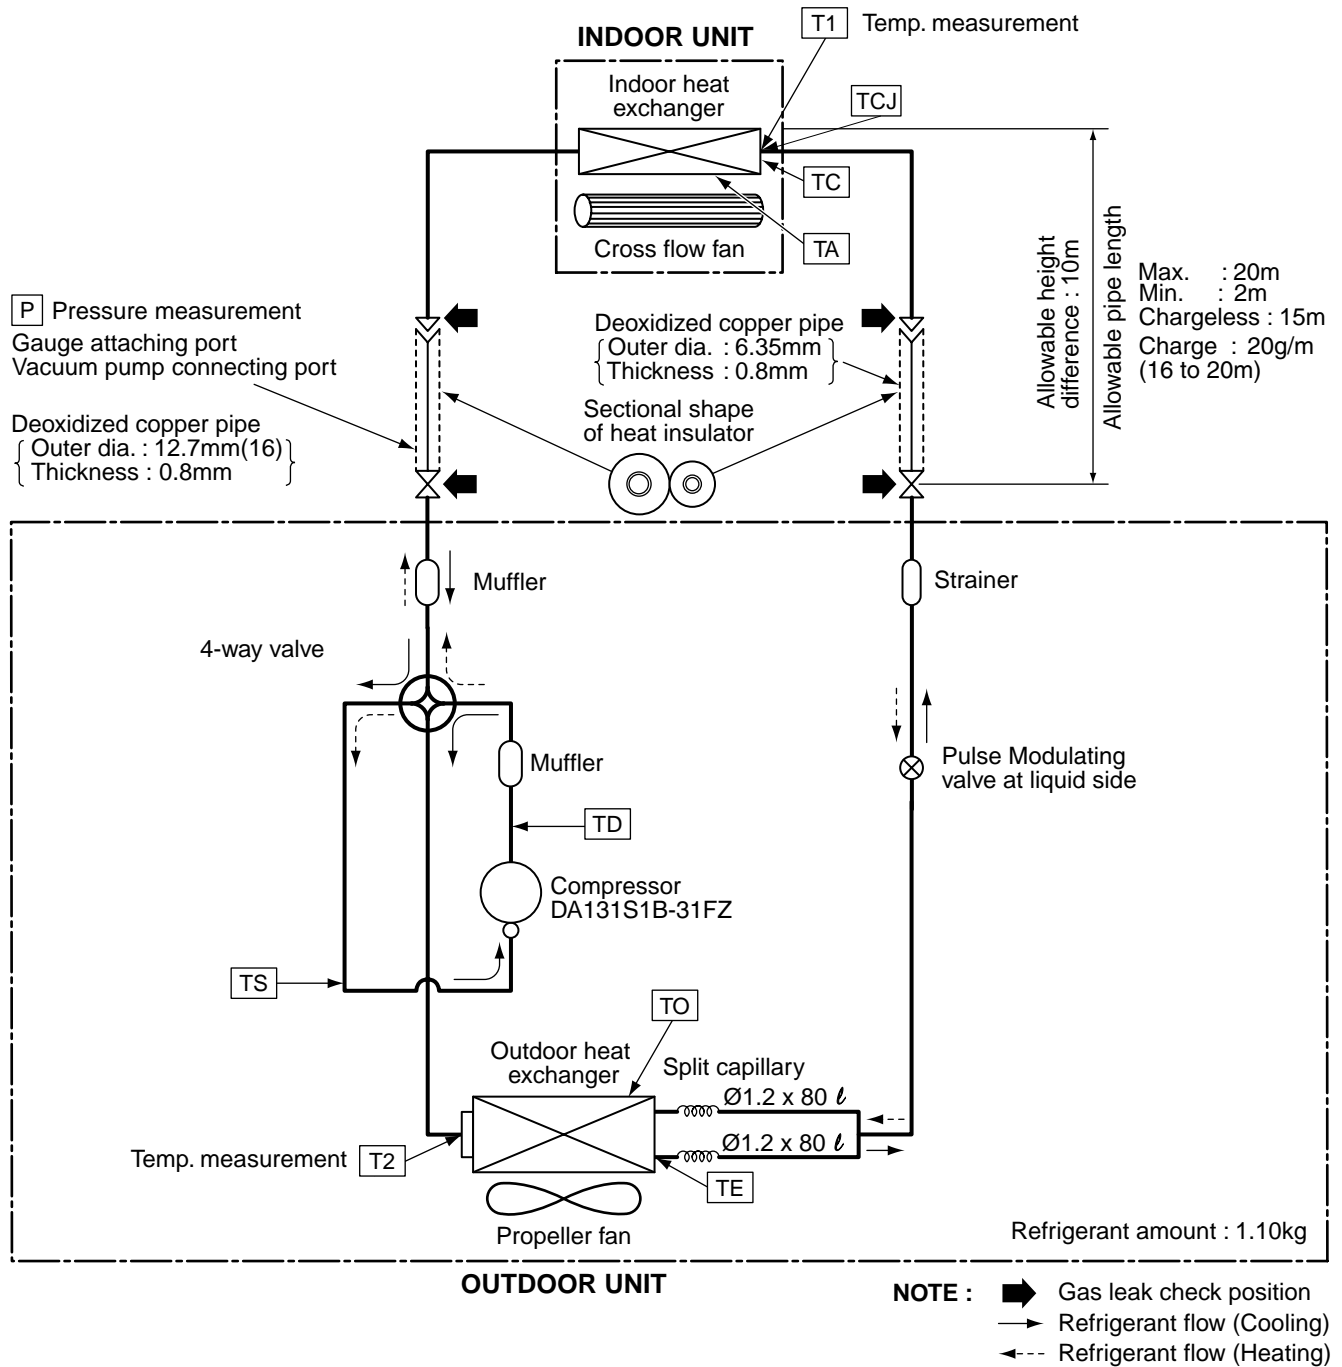 T1 Temp. measurement
INDOOR UNIT
Indoor heat
exchanger
TCJ
TC
TA
Cross flow fan
Allowable height
difference : 10m
Allowable pipe length
Max. : 20m
Min. : 2m
Chargeless : 15m
Charge : 20g/m
(16 to 20m)
P Pressure measurement
Gauge attaching port
Vacuum pump connecting port
Deoxidized copper pipe
Outer dia. : 12.7mm(16)
Thickness : 0.8mm
Deoxidized copper pipe
Outer dia. : 6.35mm
Thickness : 0.8mm
Sectional shape
of heat insulator
Muffler
Strainer
4-way valve
Muffler
Pulse Modulating
valve at liquid side
TD
Compressor
DA131S1B-31FZ
TS
TO
Outdoor heat
exchanger
Split capillary
Ø1.2 x 80 ℓ
Ø1.2 x 80 ℓ
Temp. measurement T2
TE
Propeller fan
Refrigerant amount : 1.10kg
OUTDOOR UNIT
NOTE :
Gas leak check position
Refrigerant flow (Cooling)
Refrigerant flow (Heating)